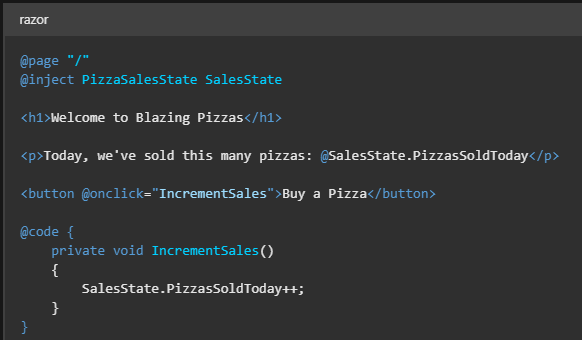 razor
@page "/"
@inject PizzaSalesState SalesState
<h1>Welcome to Blazing Pizzas</h1>
<p>Today, we've sold this many pizzas: @SalesState.PizzasSoldToday</p>
<button @onclick="IncrementSales">Buy a Pizza</button>
@code {
    private void IncrementSales()
    {
        SalesState.PizzasSoldToday++;
    }
}